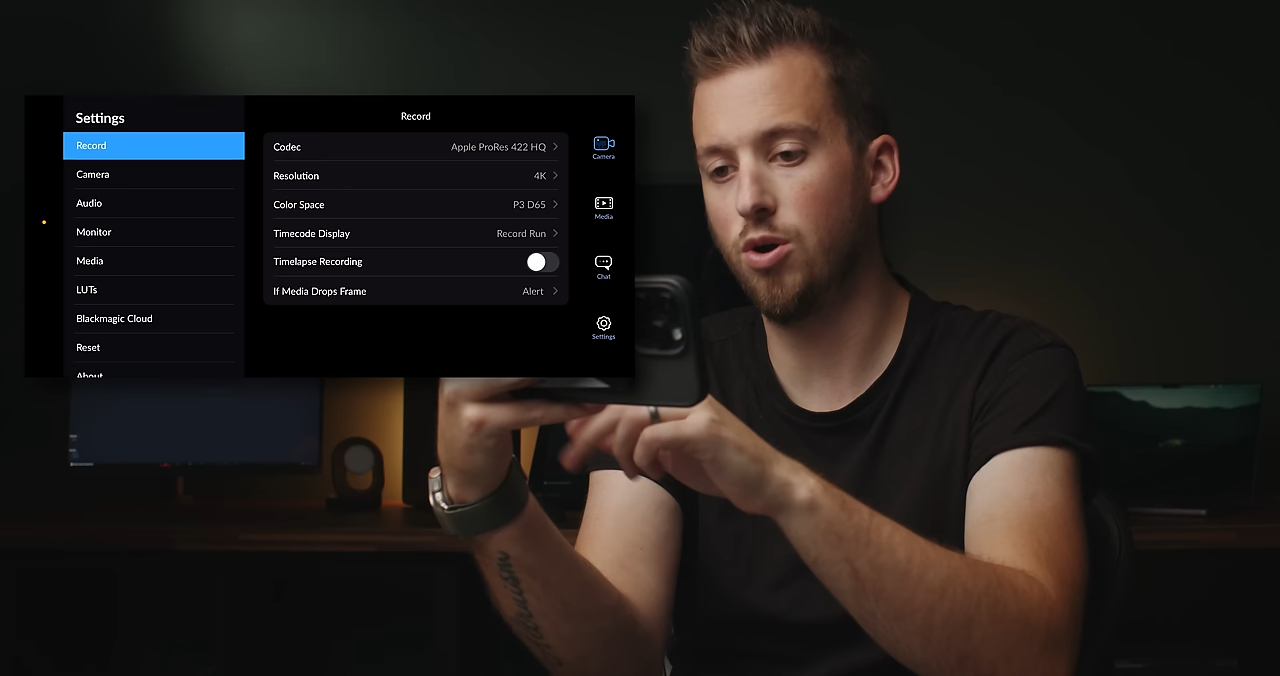 Settings
Record
Camera
Audio
Monitor
Media
LUTs
Blackmagic Cloud
Reset
About
Record
Codec Apple ProRes 422 HQ
Resolution 4K
Color Space P3 D65
Timecode Display Record Run
Timelapse Recording
If Media Drops Frame Alert
Camera
Media
Chat
Settings